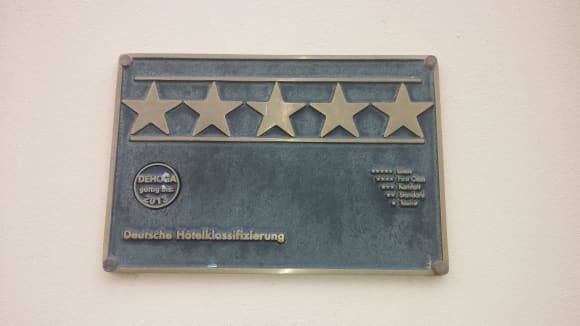 DEHOGA
gültig bis:
★★★★★ Luxus
★★★★ First Class
★★★ Komfort
★★ Standard
★ Tourist
Deutsche Hotelklassifizierung